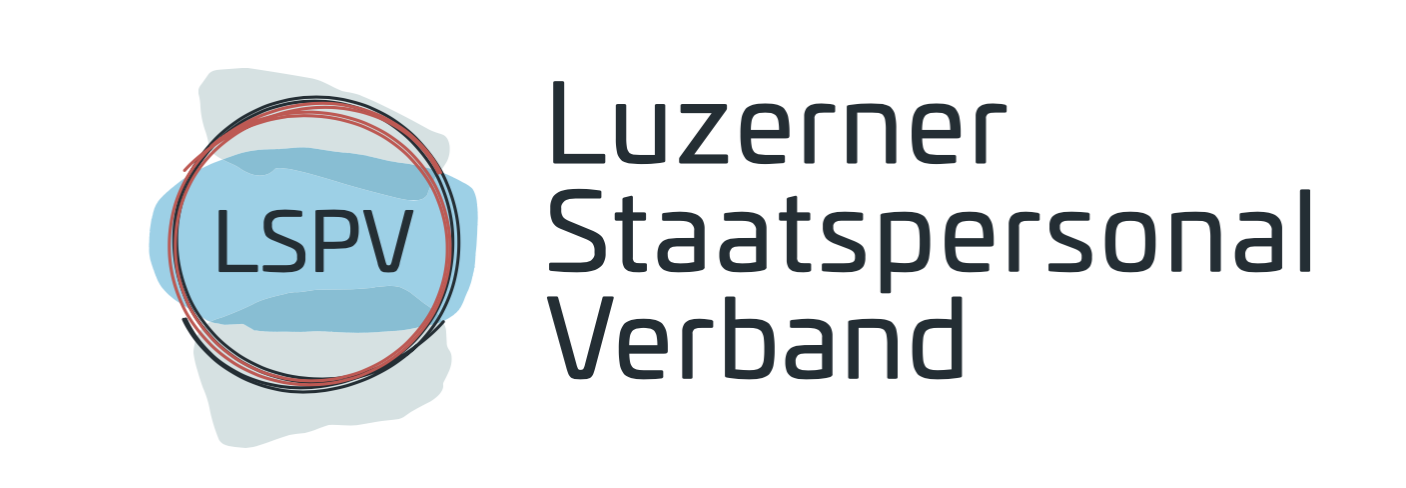 LSPV
Luzerner
Staatspersonal
Verband